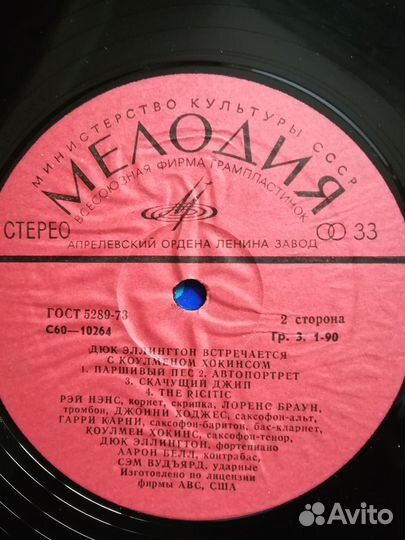 МИНИСТЕРСТВО КУЛЬТУРЫ СССР
МЕЛОДИЯ
ВСЕСОЮЗНАЯ ФИРМА ГРАМПЛАСТИНОК
СТЕРЕО
33
АПРЕЛЕВСКИЙ ОРДЕНА ЛЕНИНА ЗАВОД
ГОСТ 5289-73
С60—10264
2 сторона
Гр. 3. 1-90
ДЮК ЭЛЛИНГТОН ВСТРЕЧАЕТСЯ
С КОУЛМЕНОМ ХОКИНСОМ
1. ПАРШИВЫЙ ПЕС 2. АВТОПОРТРЕТ
3. СКАЧУЩИЙ ДЖИП
4. THE RICITIC
РЭЙ НЭНС, корнет, скрипка, ЛОРЕНС БРАУН,
тромбон, ДЖОННИ ХОДЖЕС, саксофон-альт,
ГАРРИ КАРНИ, саксофон-баритон, бас-кларнет,
КОУЛМЕН ХОКИНС, саксофон-тенор,
ДЮК ЭЛЛИНГТОН, фортепиано
ААРОН БЕЛЛ, контрабас,
СЭМ ВУДЪЯРД, ударные
Изготовлено по лицензии
фирмы ABC, США
Avito